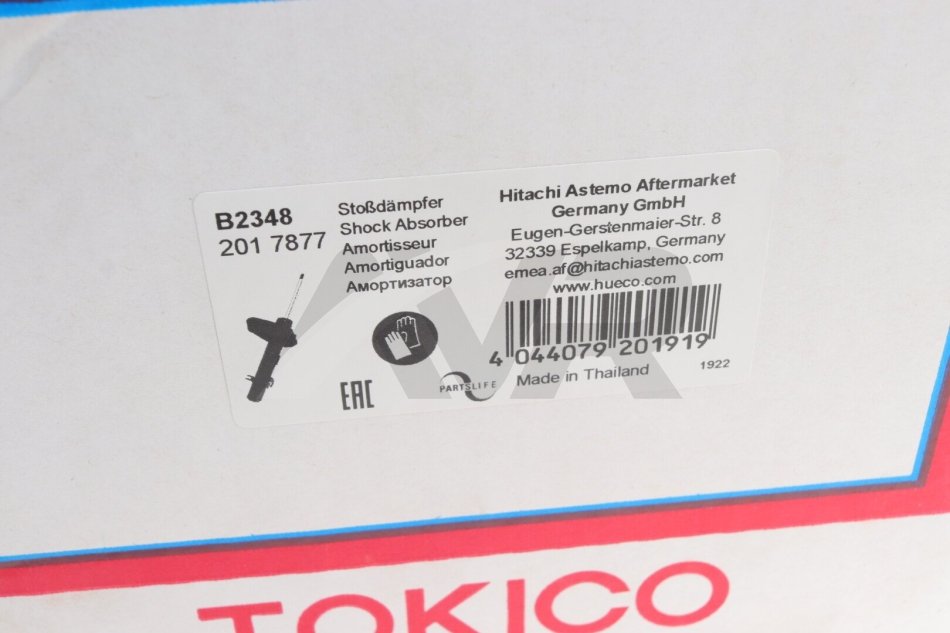 B2348
201 7877
Stoßdämpfer
Shock Absorber
Amortisseur
Amortiguador
Амортизатор
Hitachi Astemo Aftermarket
Germany GmbH
Eugen-Gerstenmaier-Str. 8
32339 Espelkamp, Germany
emea.af@hitachiastemo.com
www.hueco.com
4 044079 201919
Made in Thailand
1922
EAC
PARTSLIFE
TOKICO